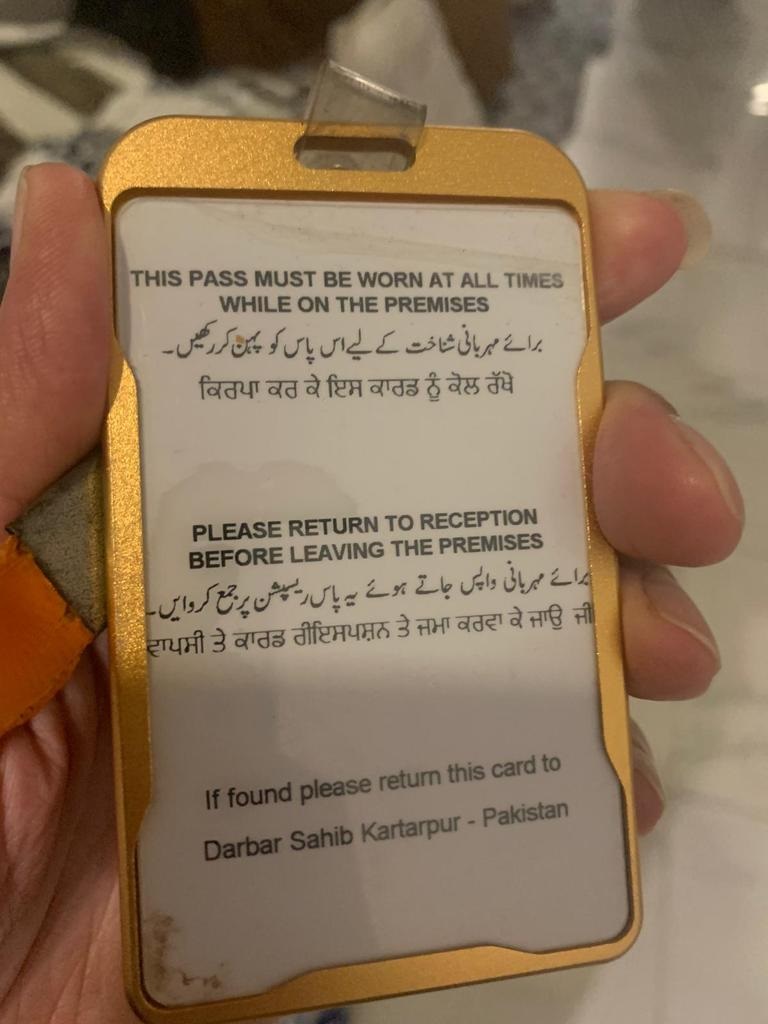 THIS PASS MUST BE WORN AT ALL TIMES
WHILE ON THE PREMISES
برائے مہربانی شناخت کے لیے اس پاس کو پہن کر رکھیں۔
ਕਿਰਪਾ ਕਰ ਕੇ ਇਸ ਕਾਰਡ ਨੂੰ ਕੋਲ ਰੱਖੋ
PLEASE RETURN TO RECEPTION
BEFORE LEAVING THE PREMISES
برائے مہربانی واپس جاتے ہوئے یہ پاس ریسپشن پر جمع کروایں۔
ਵਾਪਸੀ ਤੇ ਕਾਰਡ ਰੀਇਸਪਸ਼ਨ ਤੇ ਜਮਾ ਕਰਵਾ ਕੇ ਜਾਉ ਜੀ
If found please return this card to
Darbar Sahib Kartarpur - Pakistan